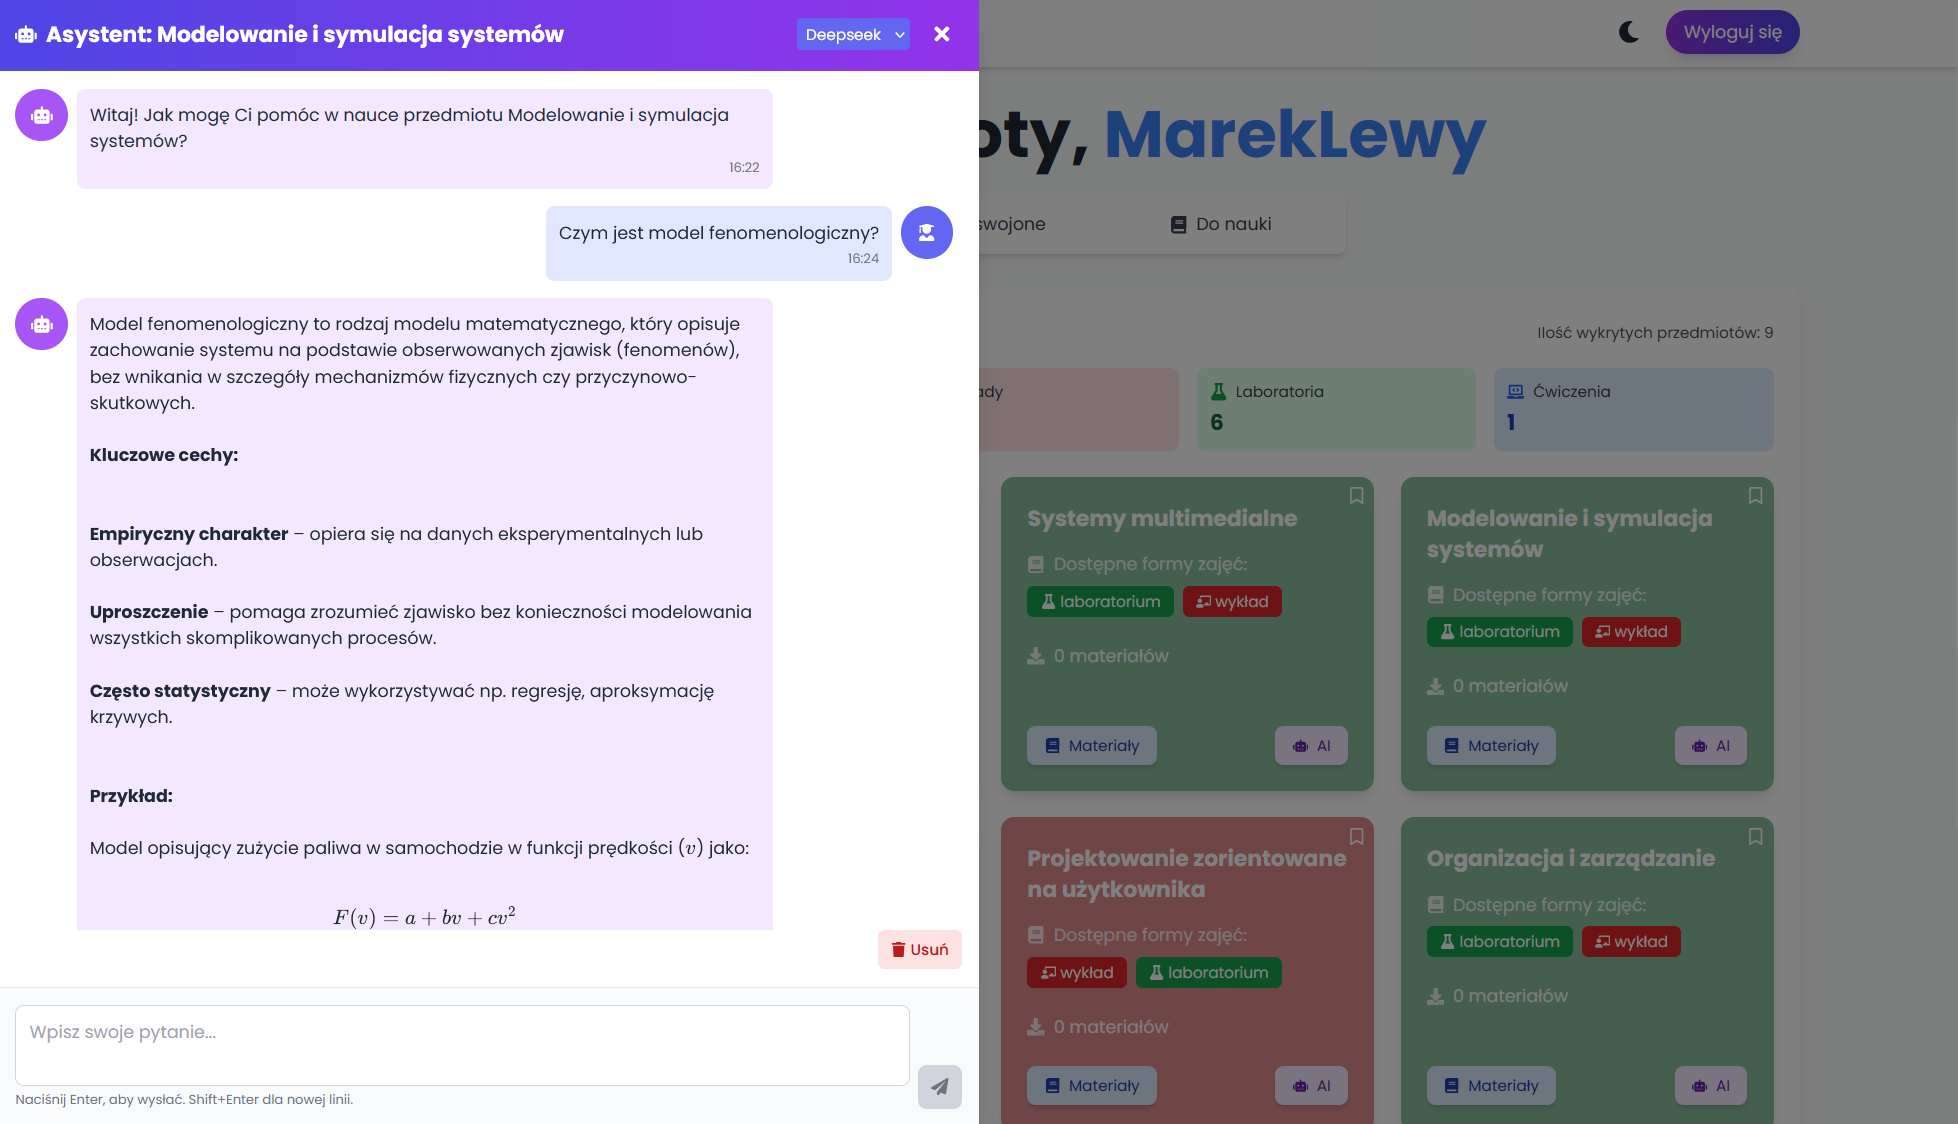 Asystent: Modelowanie i symulacja systemów
Deepseek
Witaj! Jak mogę Ci pomóc w nauce przedmiotu Modelowanie i symulacja
systemów?
16:22
Czym jest model fenomenologiczny?
16:24
Model fenomenologiczny to rodzaj modelu matematycznego, który opisuje
zachowanie systemu na podstawie obserwowanych zjawisk (fenomenów),
bez wnikania w szczegóły mechanizmów fizycznych czy przyczynowo-
skutkowych.
Kluczowe cechy:
Empiryczny charakter – opiera się na danych eksperymentalnych lub
obserwacjach.
Uproszczenie – pomaga zrozumieć zjawisko bez konieczności modelowania
wszystkich skomplikowanych procesów.
Często statystyczny – może wykorzystywać np. regresję, aproksymację
krzywych.
Przykład:
Model opisujący zużycie paliwa w samochodzie w funkcji prędkości (v) jako:
F(v) = a + bv + cv²
Usuń
Wpisz swoje pytanie...
Naciśnij Enter, aby wysłać. Shift+Enter dla nowej linii.
Wyloguj się
oty, MarekLewy
swojone
Do nauki
Ilość wykrytych przedmiotów: 9
ady
Laboratoria
6
Ćwiczenia
1
Systemy multimedialne
Dostępne formy zajęć:
laboratorium wykład
0 materiałów
Materiały AI
Modelowanie i symulacja
systemów
Dostępne formy zajęć:
laboratorium wykład
0 materiałów
Materiały AI
Projektowanie zorientowane
na użytkownika
Dostępne formy zajęć:
wykład laboratorium
0 materiałów
Materiały AI
Organizacja i zarządzanie
Dostępne formy zajęć:
laboratorium wykład
0 materiałów
Materiały AI